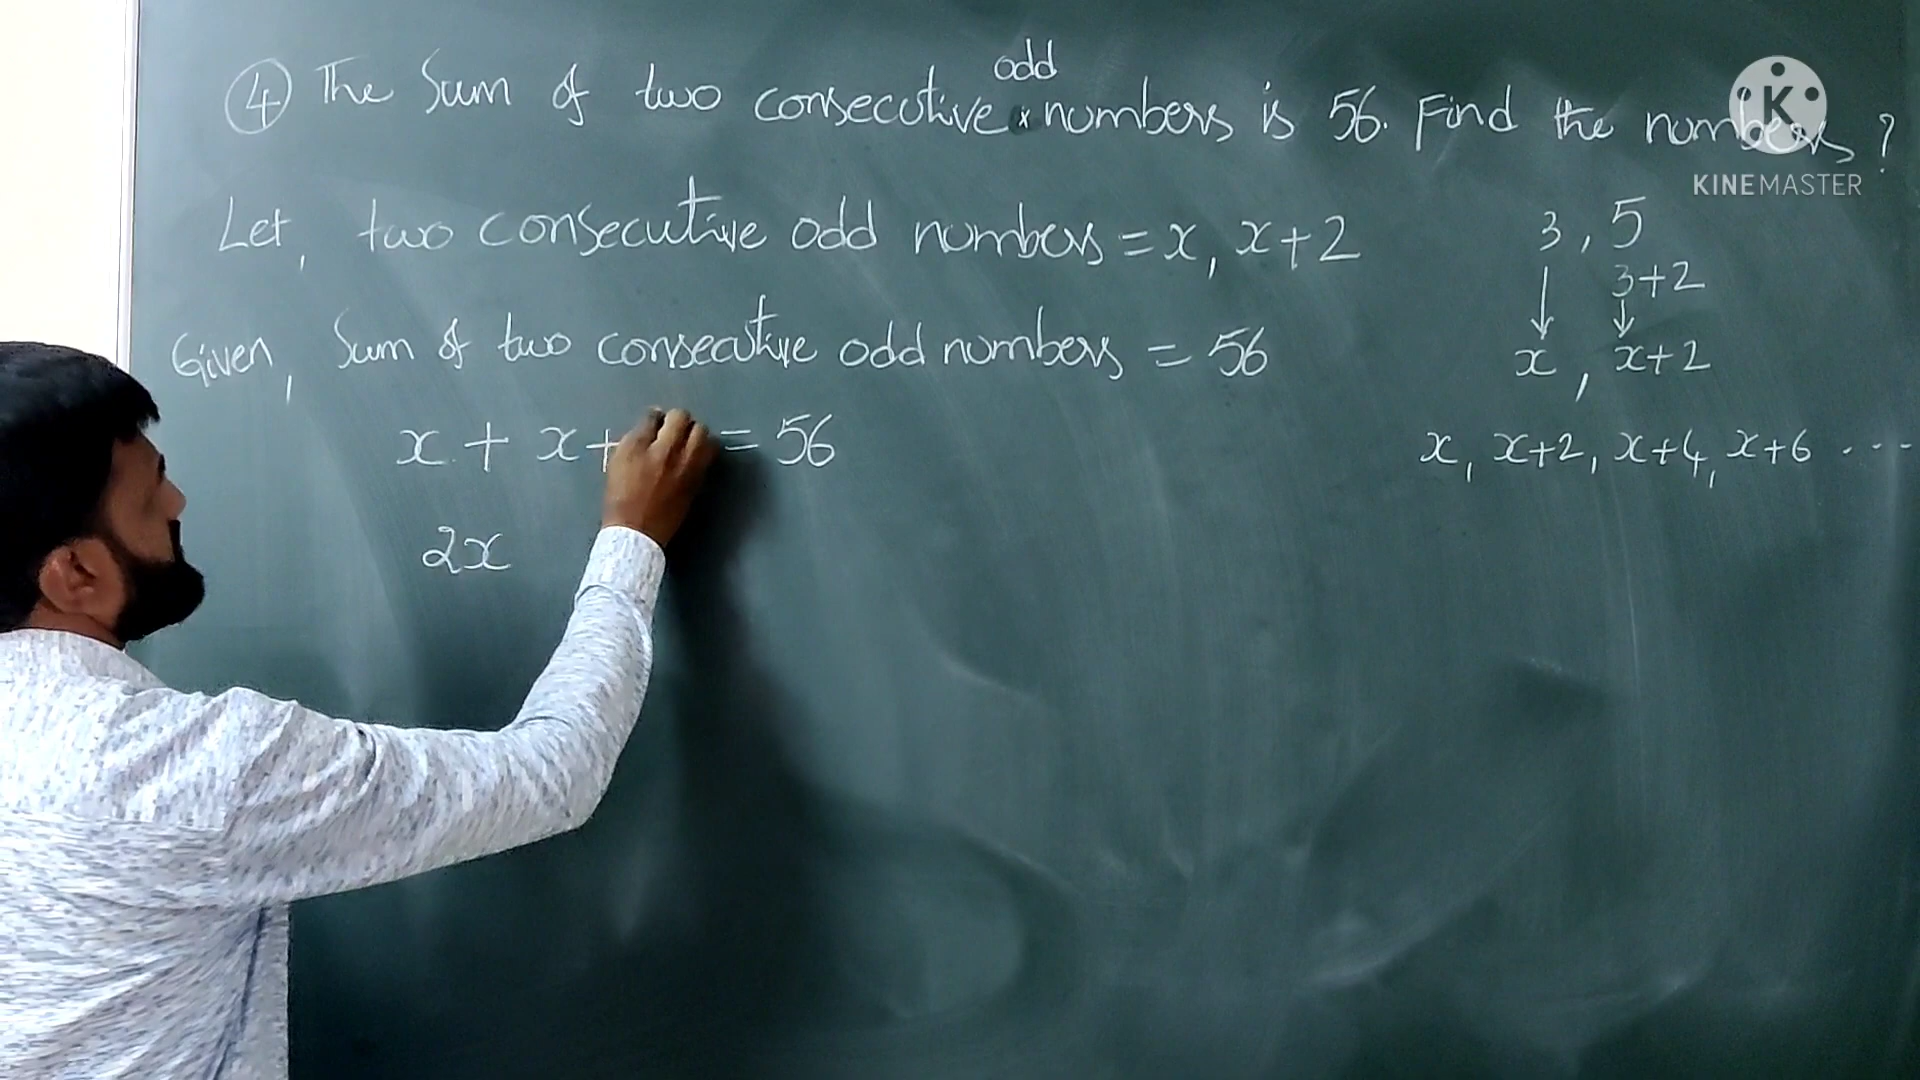 ④ The Sum of two consecutive odd numbers is 56. Find the numbers ?
KINEMASTER
Let, two consecutive odd numbers = x, x+2
3, 5
3+2
Given, Sum of two consecutive odd numbers = 56
x, x+2
x + x+ = 56
x, x+2, x+4, x+6 ----
2x